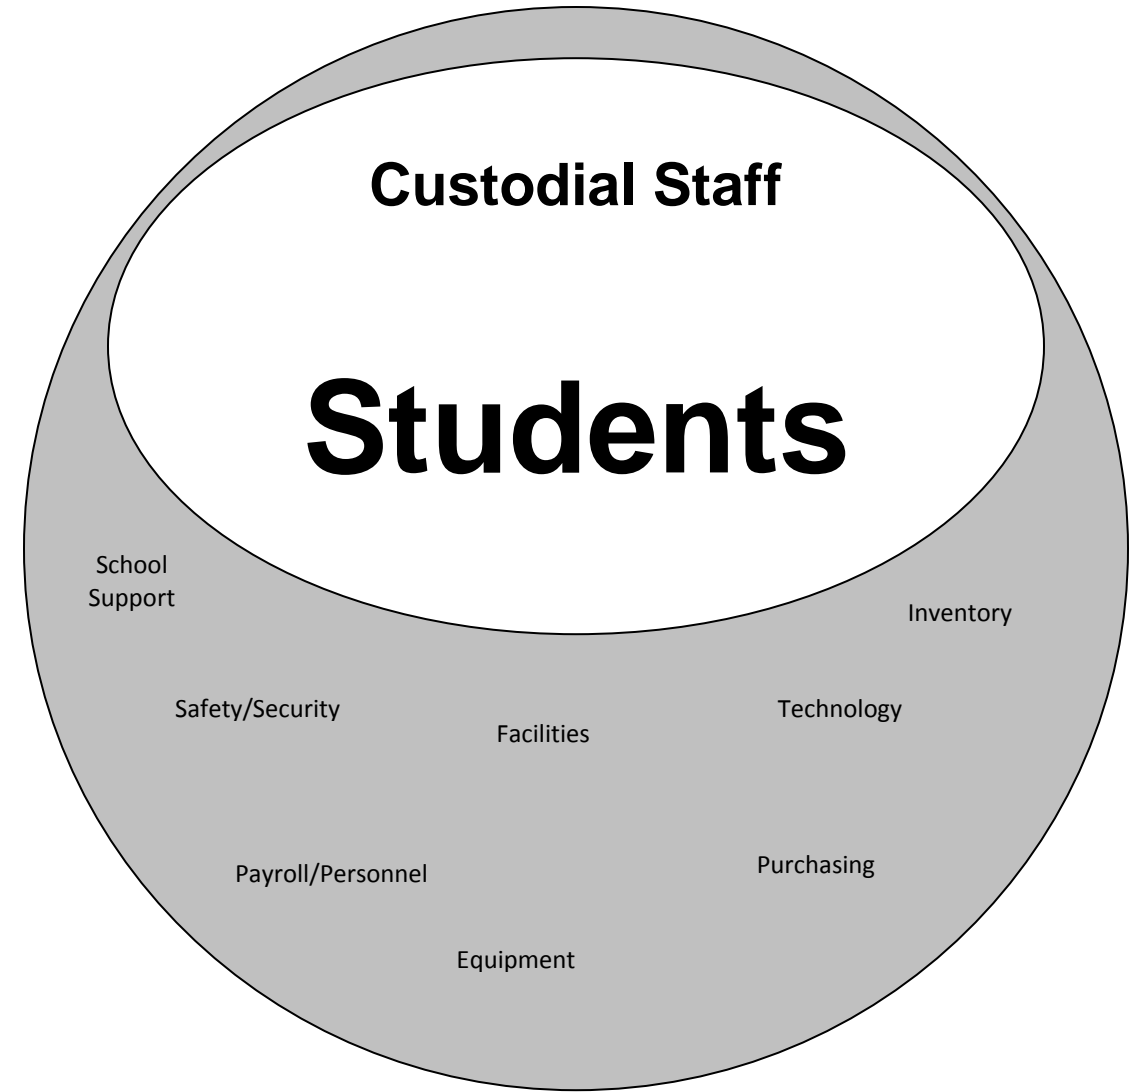 Custodial Staff
Students
School
Support
Inventory
Safety/Security
Technology
Facilities
Payroll/Personnel
Purchasing
Equipment